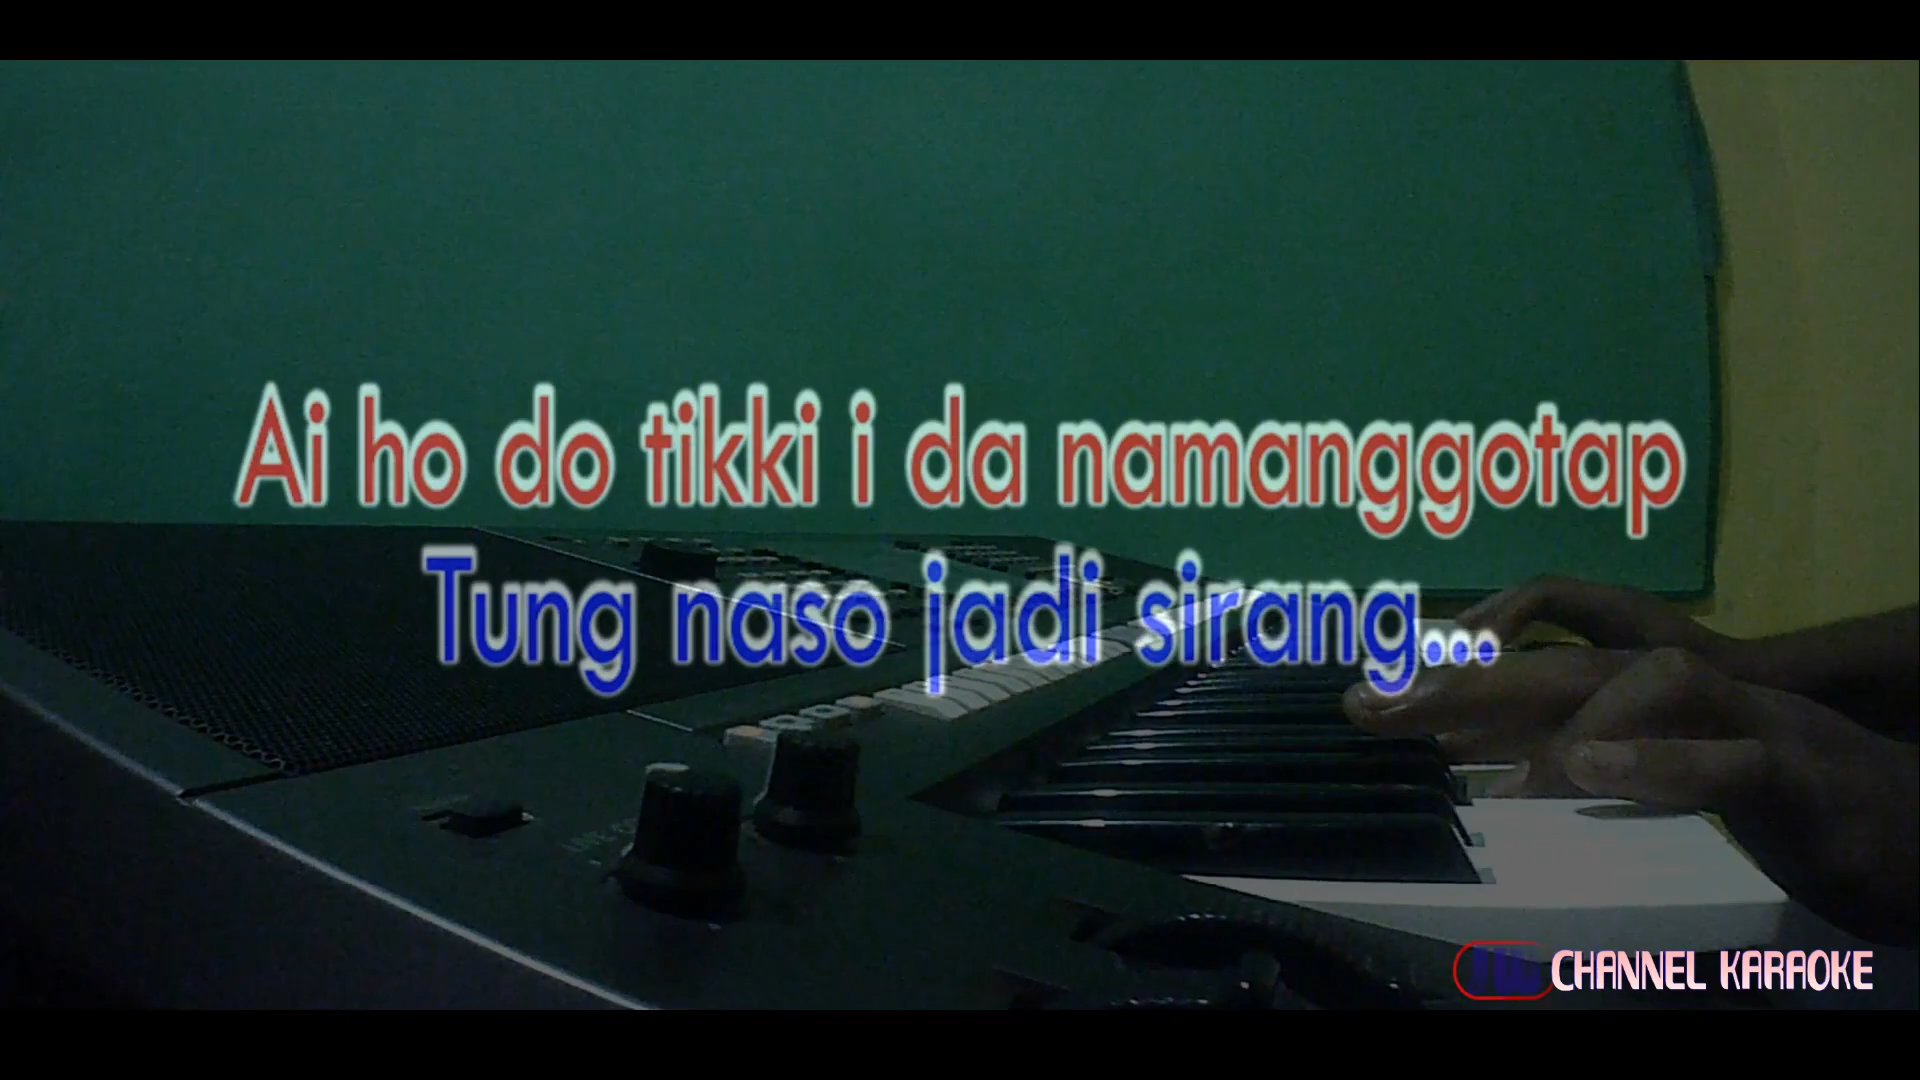 Ai ho do tikki i da namanggotap
Tung naso jadi sirang...
CHANNEL KARAOKE